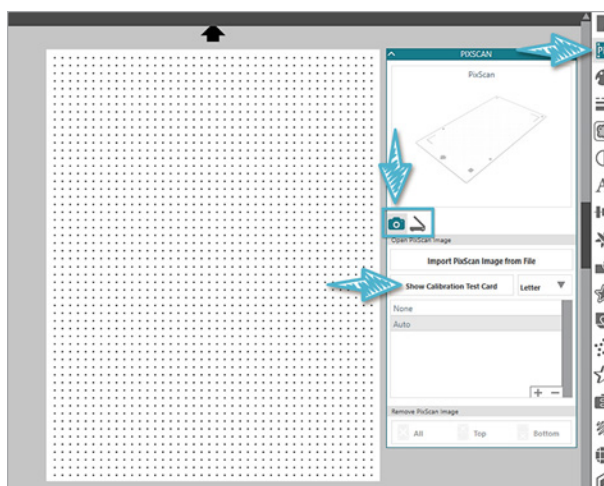 PIXSCAN
PixScan
Open PixScan Image
Import PixScan Image from File
Show Calibration Test Card Letter
None
Auto
+ −
Remove PixScan Image
All Top Bottom